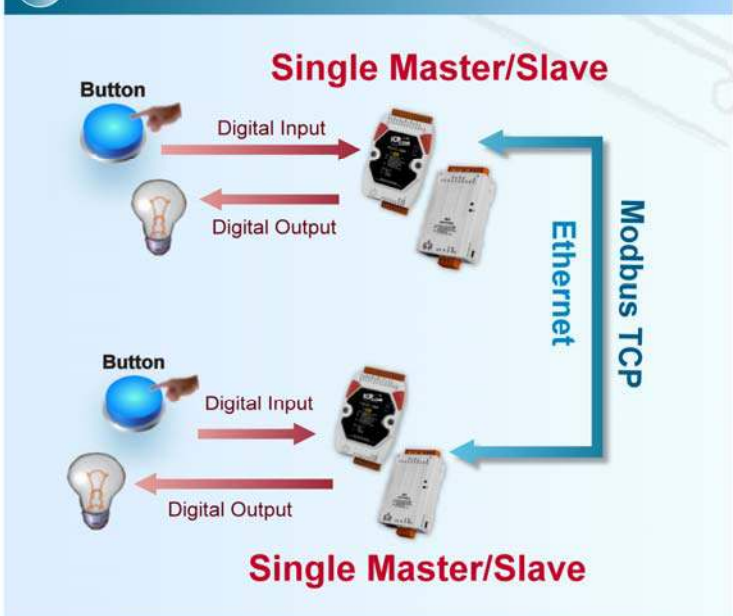 Single Master/Slave
Button
Digital Input
Digital Output
Ethernet
Modbus TCP
Button
Digital Input
Digital Output
Single Master/Slave